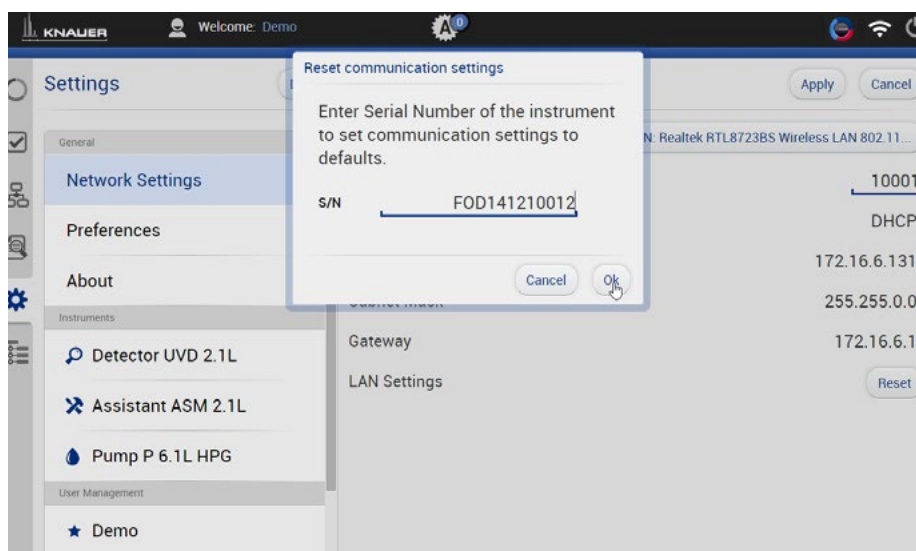 KNAUER
Welcome: Demo
A 0
Settings
Apply
Cancel
Reset communication settings
Enter Serial Number of the instrument
to set communication settings to
defaults.
S/N FOD141210012
Cancel
Ok
General
Network Settings
Preferences
About
Instruments
Detector UVD 2.1L
Assistant ASM 2.1L
Pump P 6.1L HPG
User Management
Demo
N: Realtek RTL8723BS Wireless LAN 802.11...
10001
DHCP
172.16.6.131
Subnet Mask 255.255.0.0
Gateway 172.16.6.1
LAN Settings Reset